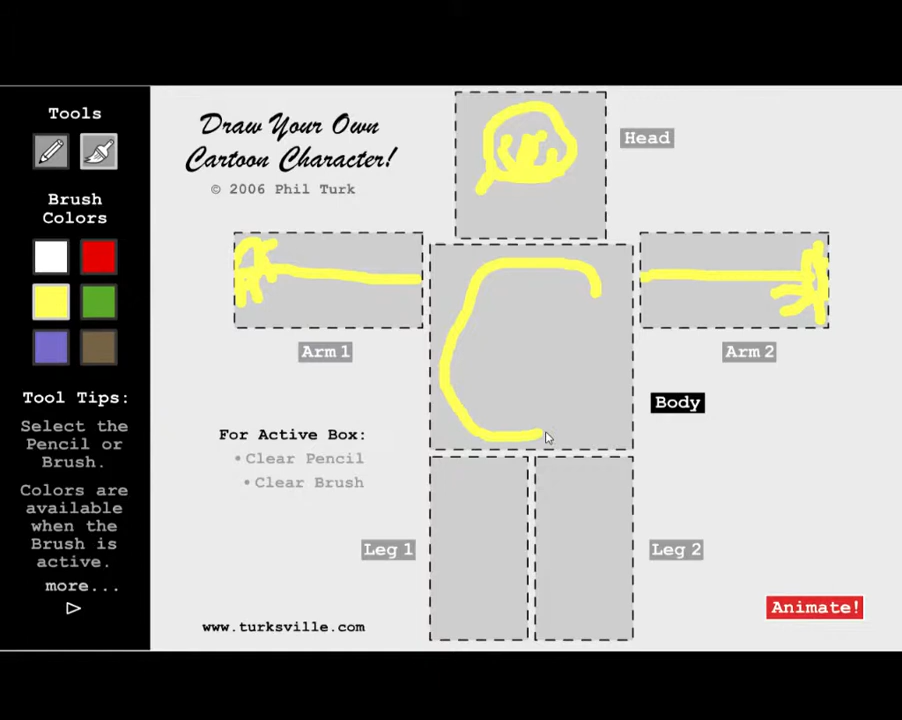 Tools
Brush
Colors
Tool Tips:
Select the
Pencil or
Brush.
Colors are
available
when the
Brush is
active.
more...
Draw Your Own
Cartoon Character!
© 2006 Phil Turk
Head
Arm 1
Arm 2
Body
For Active Box:
•Clear Pencil
•Clear Brush
Leg 1
Leg 2
Animate!
www.turksville.com